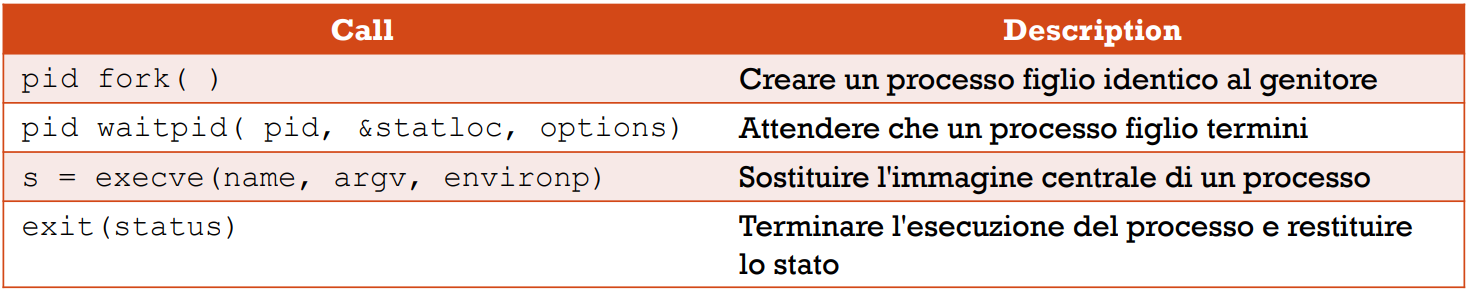 Call Description
pid fork( ) Creare un processo figlio identico al genitore
pid waitpid( pid, &statloc, options) Attendere che un processo figlio termini
s = execve(name, argv, environp) Sostituire l'immagine centrale di un processo
exit(status) Terminare l'esecuzione del processo e restituire
lo stato